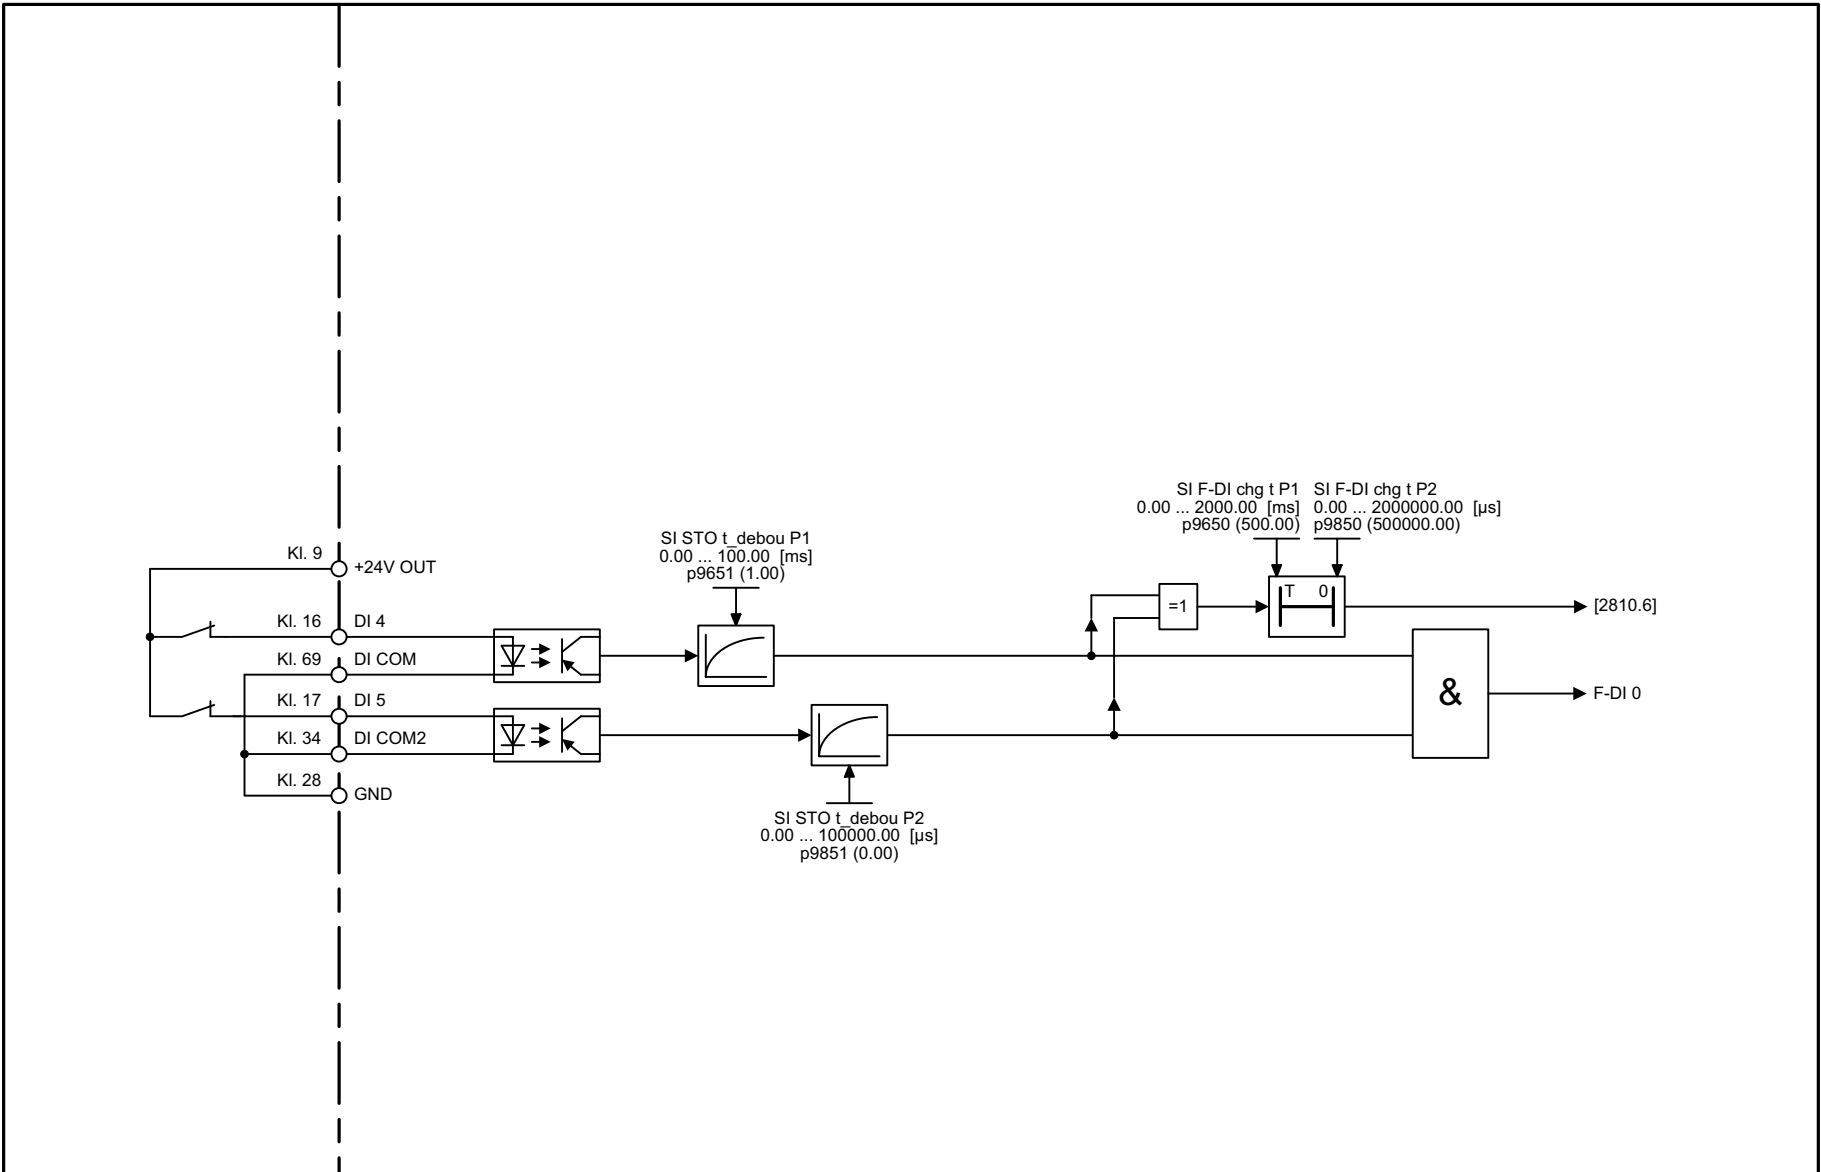 SI F-DI chg t P1
0.00 ... 2000.00 [ms]
p9650 (500.00)
SI F-DI chg t P2
0.00 ... 2000000.00 [µs]
p9850 (500000.00)
SI STO t_debou P1
0.00 ... 100.00 [ms]
p9651 (1.00)
Kl. 9
+24V OUT
T 0
=1
[2810.6]
Kl. 16
DI 4
Kl. 69
DI COM
Kl. 17
DI 5
&
F-DI 0
Kl. 34
DI COM2
Kl. 28
GND
SI STO t_debou P2
0.00 ... 100000.00 [µs]
p9851 (0.00)